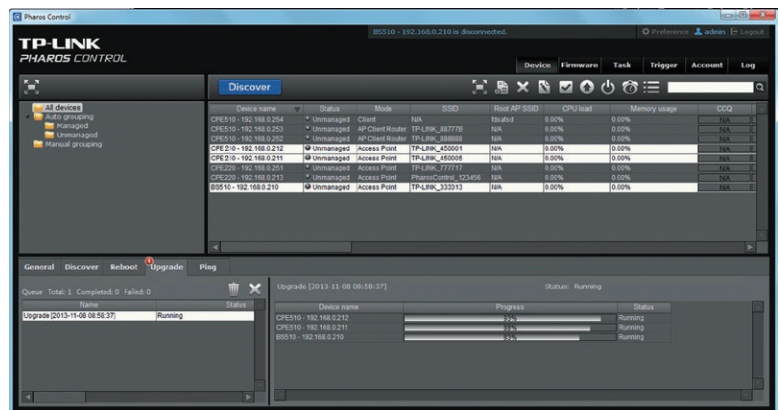 Pharos Control
TP-LINK
PHAROS CONTROL
BS510 - 192.168.0.210 is disconnected.
Preference admin Logout
Device Firmware Task Trigger Account Log
Discover
All devices
Auto grouping
Managed
Unmanaged
Manual grouping
Device name Status Mode SSID Root AP SSID CPU load Memory usage CCQ
CPE510 - 192.168.0.254 Unmanaged Client N/A fdsafsd 0.00% 0.00% N/A
CPE510 - 192.168.0.253 Unmanaged AP Client Router TP-LINK_887776 N/A 0.00% 0.00% N/A
CPE510 - 192.168.0.252 Unmanaged AP Client Router TP-LINK_888888 N/A 0.00% 0.00% N/A
CPE210 - 192.168.0.212 Unmanaged Access Point TP-LINK_450001 N/A 0.00% 0.00% N/A
CPE210 - 192.168.0.211 Unmanaged Access Point TP-LINK_450006 N/A 0.00% 0.00% N/A
CPE220 - 192.168.0.251 Unmanaged Access Point TP-LINK_777717 N/A 0.00% 0.00% N/A
CPE220 - 192.168.0.213 Unmanaged Access Point PharosControl_123456 N/A 0.00% 0.00% N/A
BS510 - 192.168.0.210 Unmanaged Access Point TP-LINK_333313 N/A 0.00% 0.00% N/A
General Discover Reboot Upgrade Ping
Queue Total: 1 Completed: 0 Failed: 0
Name Status
Upgrade [2013-11-08 08:58:37] Running
Upgrade [2013-11-08 08:58:37] Status: Running
Device name Progress Status
CPE510 - 192.168.0.212 Running
CPE510 - 192.168.0.211 Running
BS510 - 192.168.0.210 Running